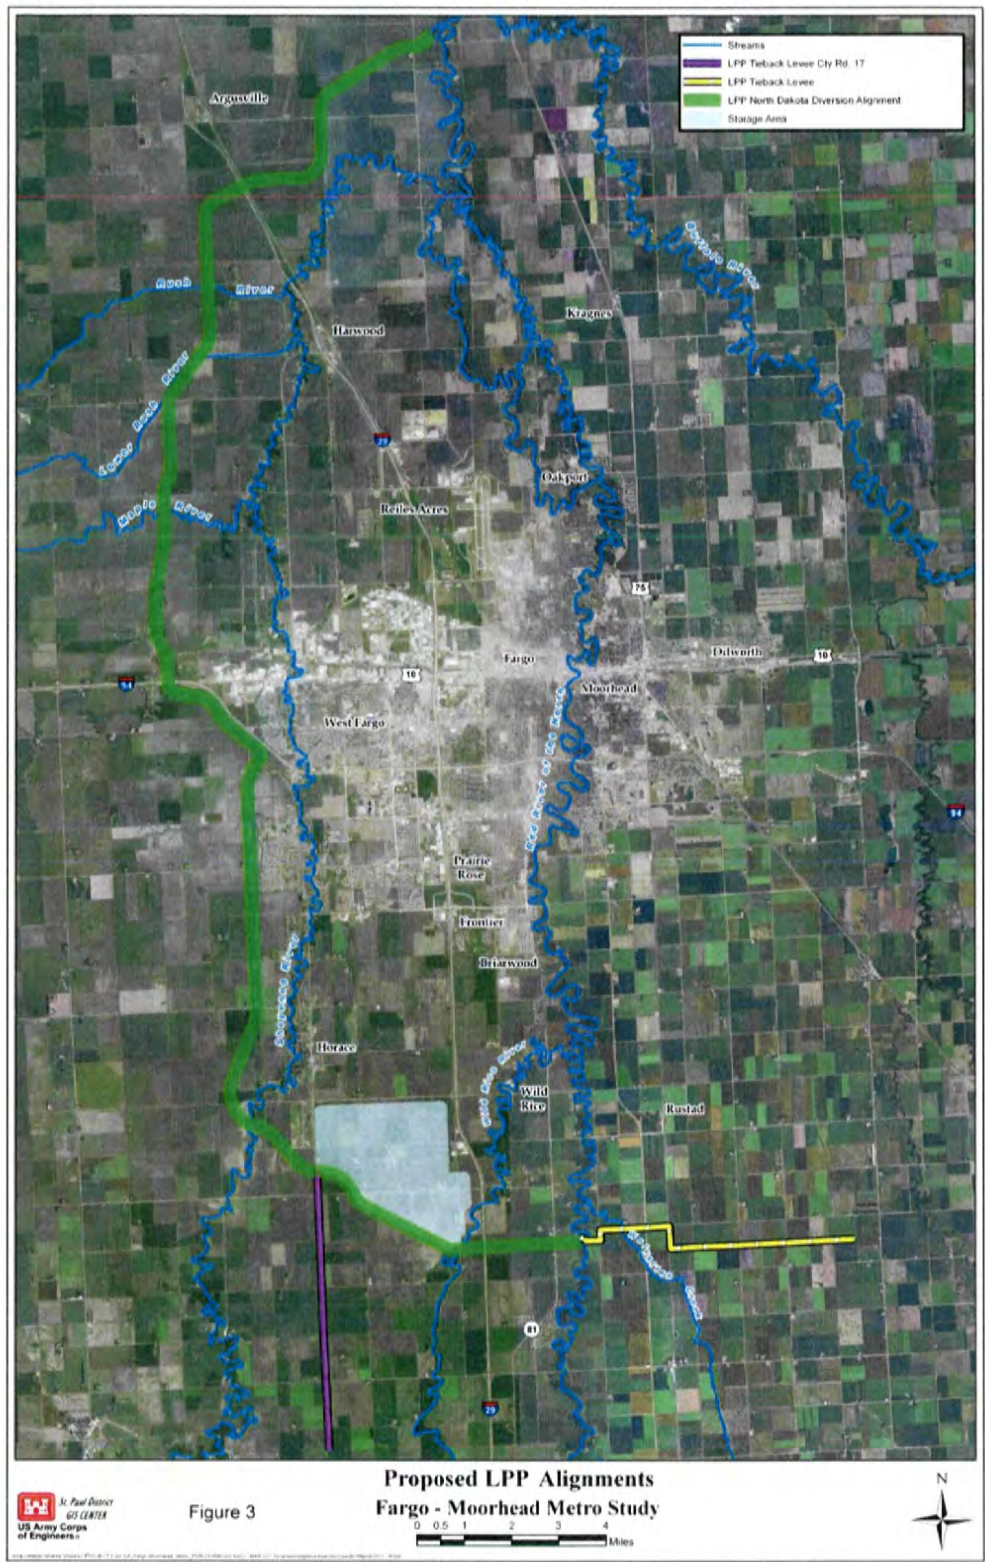 Streams
LPP Tieback Levee Cty Rd. 17
LPP Tieback Levee
LPP North Dakota Diversion Alignment
Storage Area
Argusville
Buffalo River
Rush River
Kragnes
Harwood
Lower Rush River
29
Oakport
Maple River
Reiles Acres
75
Fargo
Dilworth
10
10
94
Moorhead
West Fargo
Red River of the North
94
Prairie
Rose
Frontier
Briarwood
Sheyenne River
Horace
Wild Rice River
Wild
Rice
Rustad
81
29
Proposed LPP Alignments
Fargo - Moorhead Metro Study
Figure 3
St. Paul District
GIS CENTER
US Army Corps
of Engineers
N
0 0.5 1 2 3 4
Miles